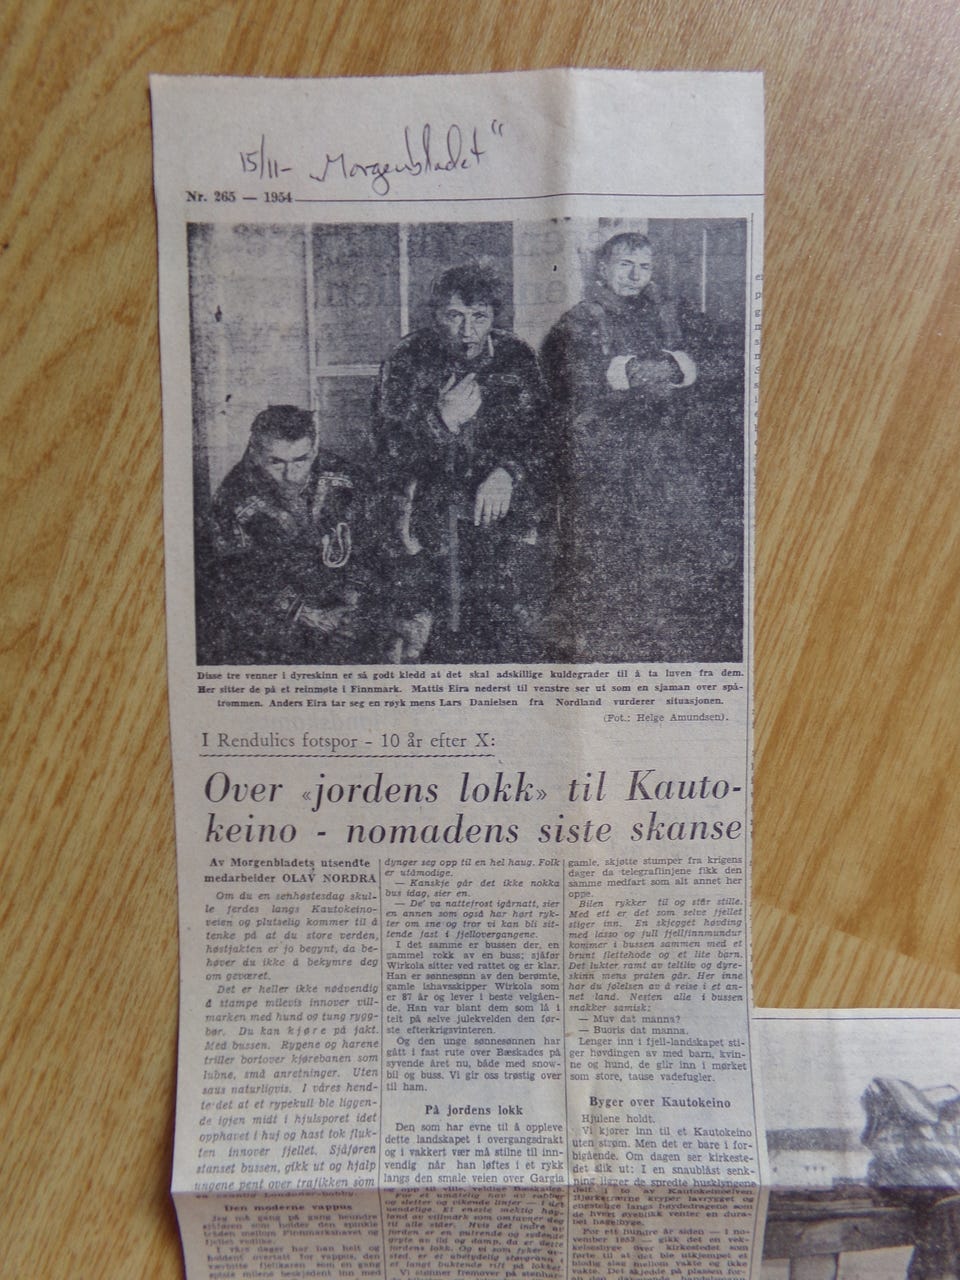 15/11- „Morgenbladet"
Nr. 265 — 1954
Disse tre venner i dyreskinn er så godt kledd at det skal adskillige kuldegrader til å ta luven fra dem.
Her sitter de på et reinmøte i Finnmark. Mattis Eira nederst til venstre ser ut som en sjaman over spå-
trommen. Anders Eira tar seg en røyk mens Lars Danielsen fra Nordland vurderer situasjonen.
(Fot.: Helge Amundsen).
I Rendulics fotspor - 10 år efter X:
Over «jordens lokk» til Kauto-
keino - nomadens siste skanse
Av Morgenbladets utsendte
medarbeider OLAV NORDRA
Om du en senhøstesdag skul-
le ferdes langs Kautokeino-
veien og plutselig kommer til å
tenke på at du store verden,
høstjakten er jo begynt, da be-
høver du ikke å bekymre deg
om geværet.
Det er heller ikke nødvendig
å stampe milevis innover vill-
marken med hund og tung rygg-
bør. Du kan kjøre på jakt.
Med bussen. Rypene og harene
triller bortover kjørebanen som
lubne, små anretninger. Uten
saus naturligvis. I våres hend-
te det at et rypekull ble liggen-
de igjen midt i hjulsporet idet
opphavet i huj og hast tok fluk-
ten innover fjellet. Sjåføren
stanset bussen, gikk ut og hjalp
ungene pent over trafikken som
en Londoner-bobby.
Den moderne vappus
dynger seg opp til en hel haug. Folk
er utåmodige.
— Kanskje går det ikke nokka
bus idag, sier en.
— De' va nattefrost igårnatt, sier
en annen som også har hørt ryk-
ter om sne og tror vi kan bli sit-
tende fast i fjellovergangene.
I det samme er bussen der, en
gammel rokk av en buss; sjåfør
Wirkola sitter ved rattet og er klar.
Han er sønnesønn av den berømte,
gamle ishavsskipper Wirkola som
er 87 år og lever i beste velgåen-
de. Han var blant dem som lå i
telt på selve julekvelden den før-
ste efterkrigsvinteren.
Og den unge sønnesønnen har
gått i fast rute over Bæskades på
syvende året nu, både med snow-
bil og buss. Vi gir oss trøstig over
til ham.
På jordens lokk
Den som har evne til å oppleve
dette landskapet i overgangsdrakt
og i vakkert vær må stilne til inn-
vendig når han løftes i et rykk
langs den smale veien over Gargia
opp til ville, veldige Bæskades.
gamle, skjøtte stumper fra krigens
dager da telegraflinjene fikk den
samme medfart som alt annet her
oppe.
Bilen rykker til og står stille.
Med ett er det som selve fjellet
stiger inn. En skjegget høvding
med lasso og full fjellfinnmundur
kommer i bussen sammen med et
brunt flettehode og et lite barn.
Det lukter ramt av teltliv og dyre-
skinn mens praten går. Her inne
har du følelsen av å reise i et an-
net land. Nesten alle i bussen
snakker samisk:
— Muv dat manna?
— Buoris dat manna.
Lenger inn i fjell-landskapet sti-
ger høvdingen av med barn, kvin-
ne og hund, de glir inn i mørket
som store, tause vadefugler.
Byger over Kautokeino
Hjulene holdt.
Vi kjører inn til et Kautokeino
uten strøm. Men det er bare i for-
bigående. Om dagen ser kirkeste-
det slik ut: I en snaublåst senk-
ning ligger de spredte husklyngene